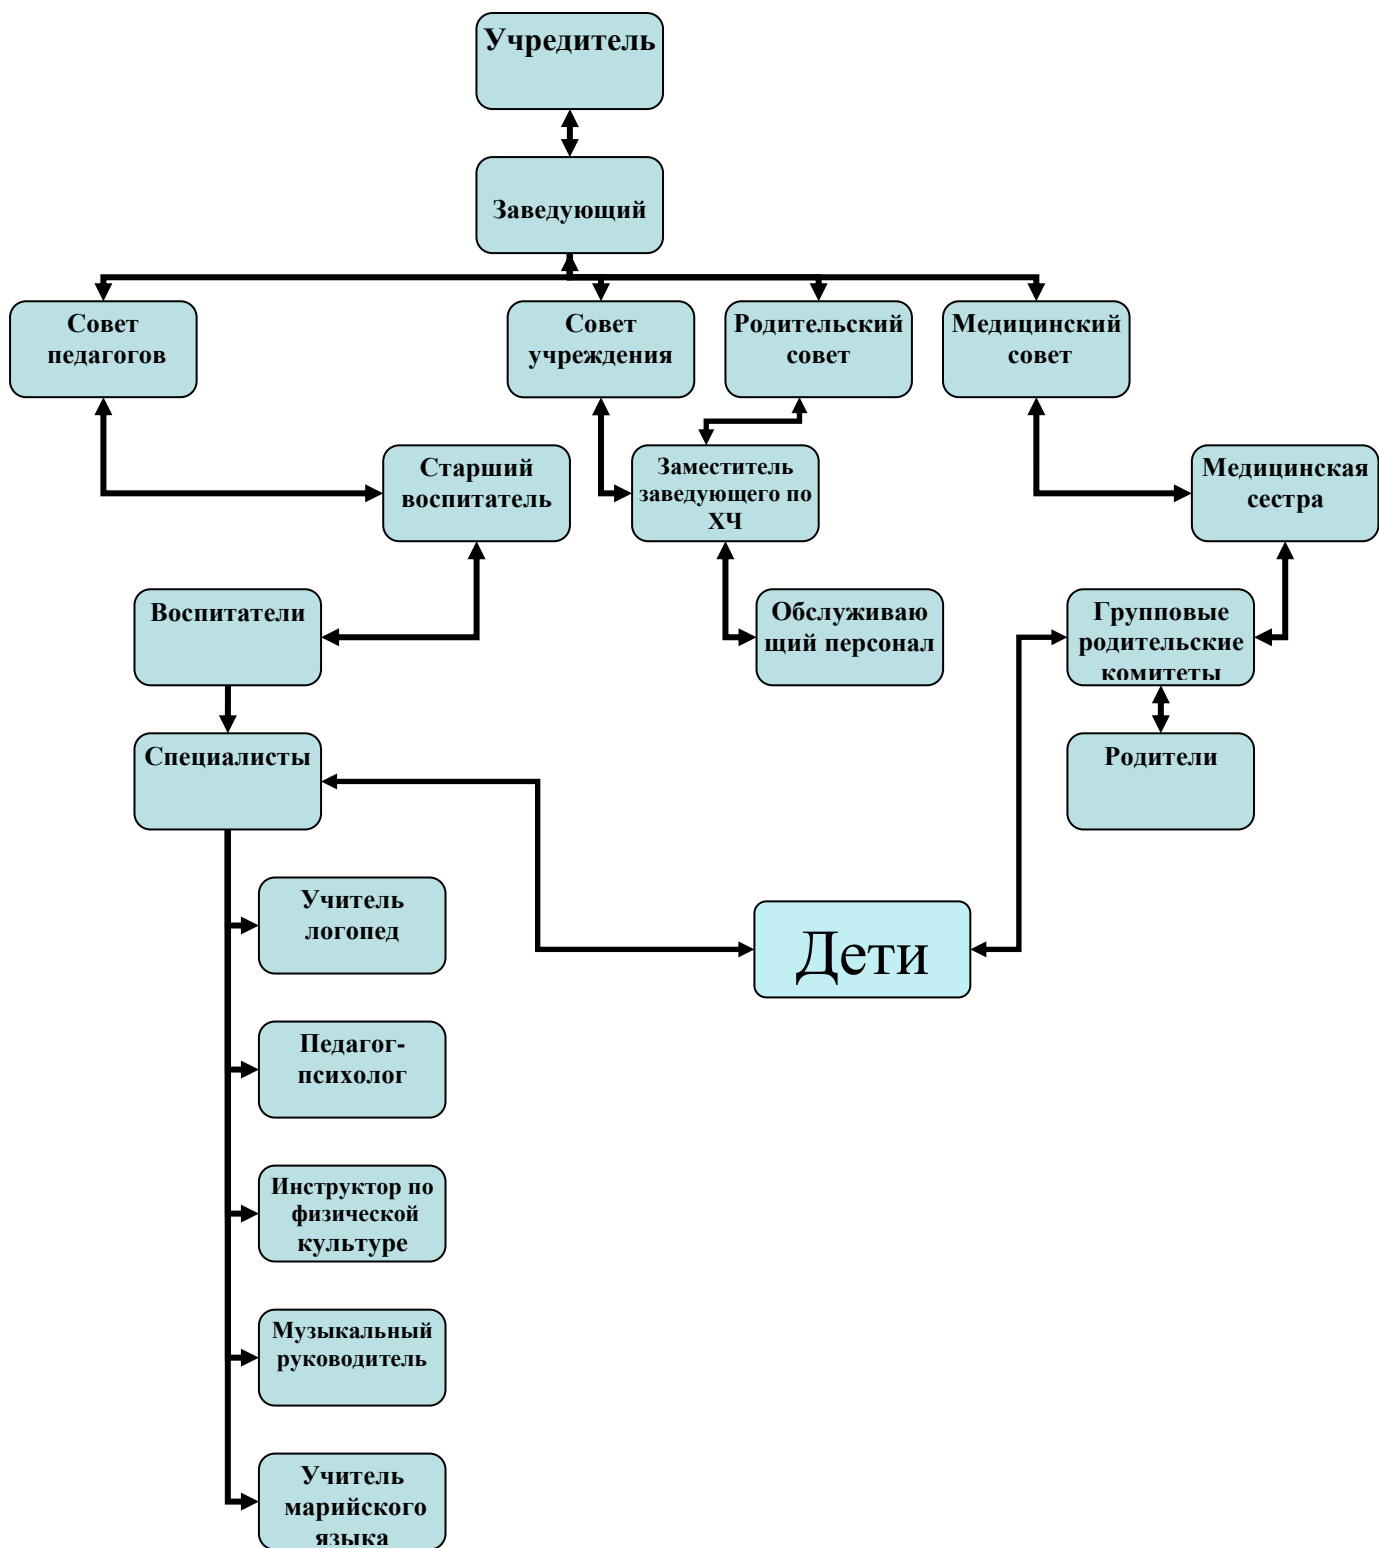 Учредитель
Заведующий
Совет
педагогов
Совет
учреждения
Родительский
совет
Медицинский
совет
Старший
воспитатель
Заместитель
заведующего по
ХЧ
Медицинская
сестра
Воспитатели
Обслуживаю
щий персонал
Групповые
родительские
комитеты
Специалисты
Родители
Учитель
логопед
Дети
Педагог-
психолог
Инструктор по
физической
культуре
Музыкальный
руководитель
Учитель
марийского
языка